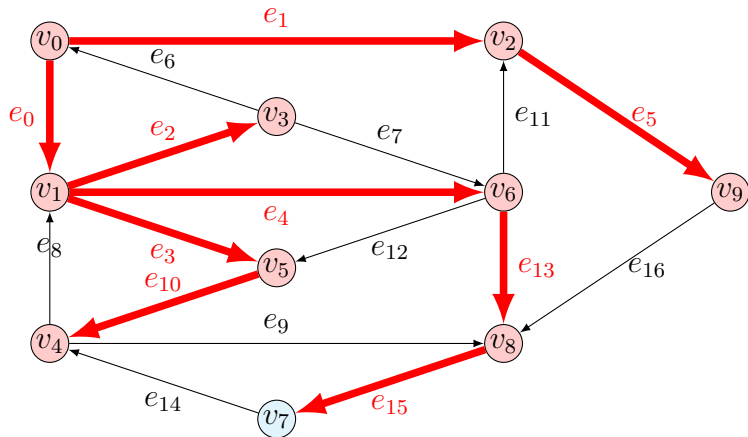 e₁
v₀
v₂
e₆
e₀
e₂
v₃
e₇
e₁₁
e₅
v₁
e₄
v₆
v₉
e₈
e₃
v₅
e₁₂
e₁₃
e₁₆
e₁₀
v₄
e₉
v₈
e₁₄
v₇
e₁₅